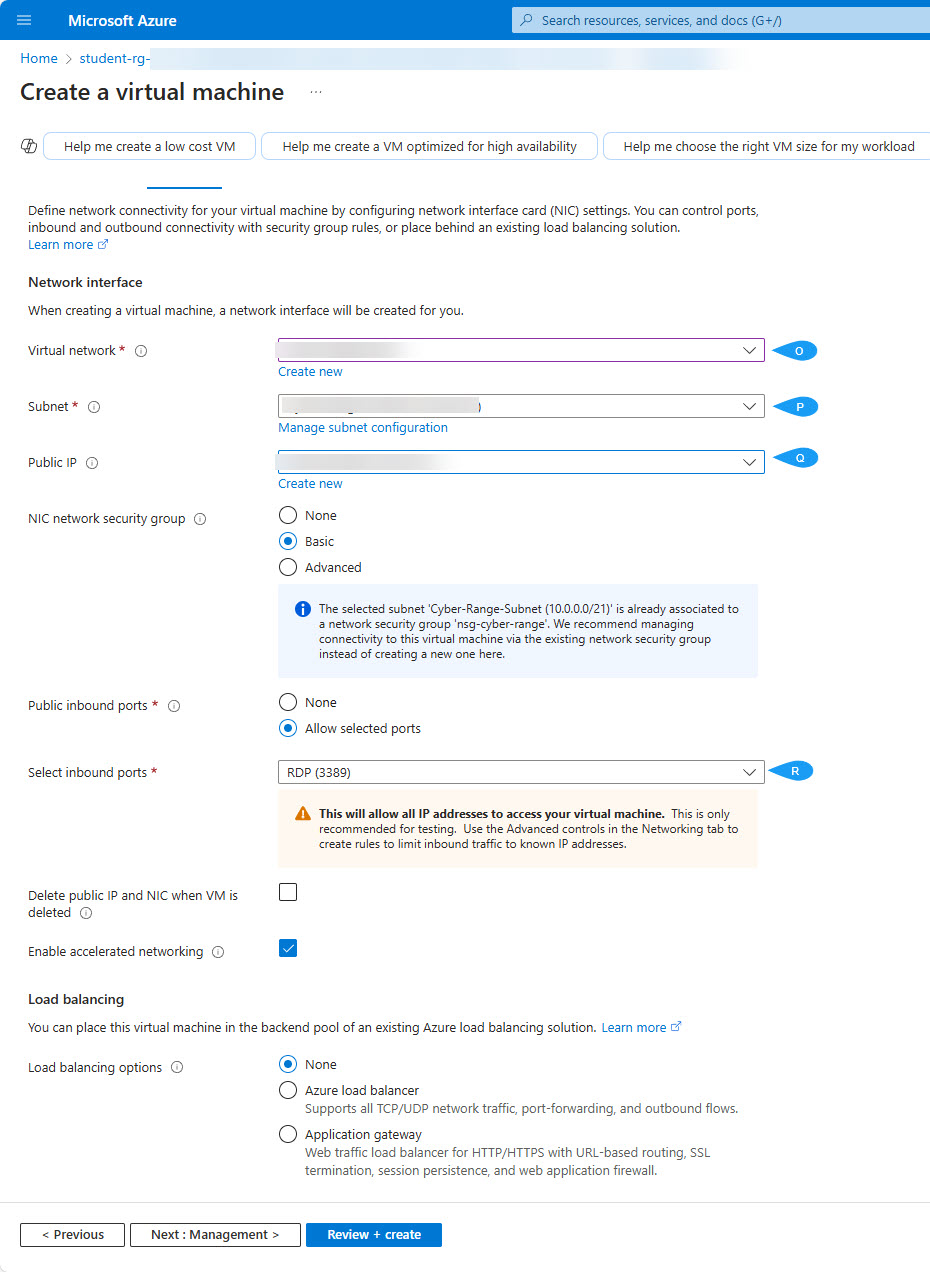 Microsoft Azure
Search resources, services, and docs (G+/)
Home > student-rg-
Create a virtual machine ...
Help me create a low cost VM
Help me create a VM optimized for high availability
Help me choose the right VM size for my workload
Define network connectivity for your virtual machine by configuring network interface card (NIC) settings. You can control ports,
inbound and outbound connectivity with security group rules, or place behind an existing load balancing solution.
Learn more
Network interface
When creating a virtual machine, a network interface will be created for you.
Virtual network *
O
Create new
Subnet *
)
P
Manage subnet configuration
Public IP
Q
Create new
NIC network security group
None
Basic
Advanced
The selected subnet 'Cyber-Range-Subnet (10.0.0.0/21)' is already associated to
a network security group 'nsg-cyber-range'. We recommend managing
connectivity to this virtual machine via the existing network security group
instead of creating a new one here.
Public inbound ports *
None
Allow selected ports
Select inbound ports *
RDP (3389)
R
This will allow all IP addresses to access your virtual machine. This is only
recommended for testing. Use the Advanced controls in the Networking tab to
create rules to limit inbound traffic to known IP addresses.
Delete public IP and NIC when VM is
deleted
Enable accelerated networking
Load balancing
You can place this virtual machine in the backend pool of an existing Azure load balancing solution. Learn more
Load balancing options
None
Azure load balancer
Supports all TCP/UDP network traffic, port-forwarding, and outbound flows.
Application gateway
Web traffic load balancer for HTTP/HTTPS with URL-based routing, SSL
termination, session persistence, and web application firewall.
< Previous
Next : Management >
Review + create